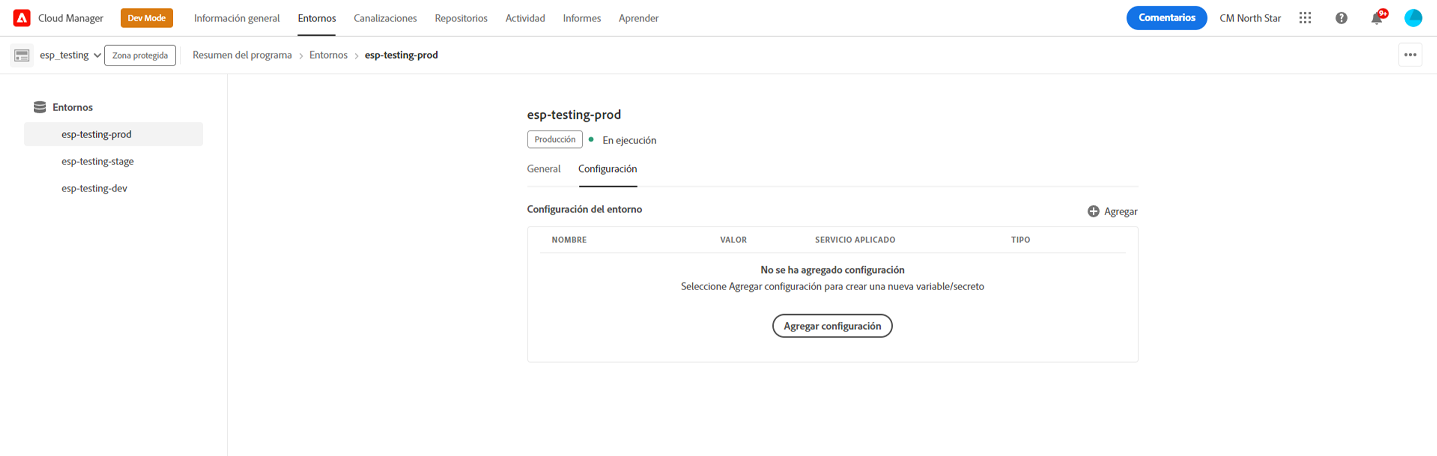 Cloud Manager Dev Mode Información general Entornos Canalizaciones Repositorios Actividad Informes Aprender Comentarios CM North Star 9+
esp_testing Zona protegida Resumen del programa Entornos esp-testing-prod
Entornos
esp-testing-prod
esp-testing-stage
esp-testing-dev
esp-testing-prod
Producción En ejecución
General Configuración
Configuración del entorno Agregar
NOMBRE VALOR SERVICIO APLICADO TIPO
No se ha agregado configuración
Seleccione Agregar configuración para crear una nueva variable/secreto
Agregar configuración